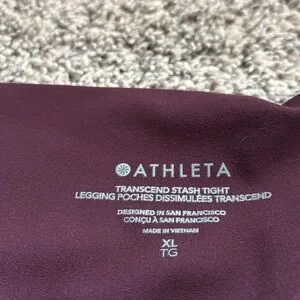 ATHLETA
TRANSCEND STASH TIGHT
LEGGING POCHES DISSIMULÉES TRANSCEND
DESIGNED IN SAN FRANCISCO
CONÇU À SAN FRANCISCO
MADE IN VIETNAM
XL
TG